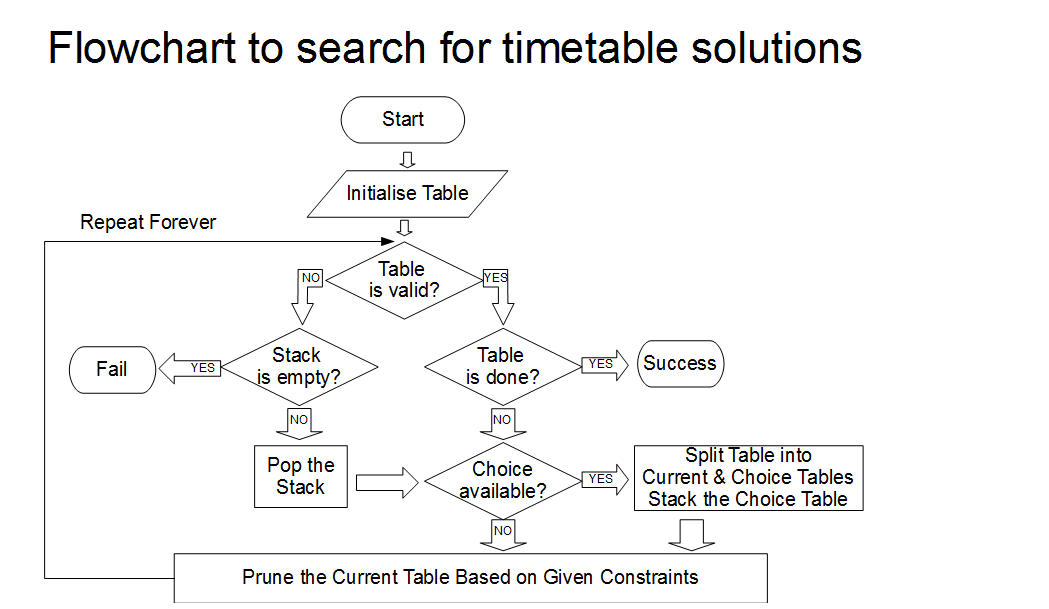 Flowchart to search for timetable solutions
Start
Initialise Table
Repeat Forever
Table
is valid?
NO
YES
Stack
is empty?
YES
Fail
Table
is done?
YES
Success
NO
NO
Pop the
Stack
Choice
available?
YES
Split Table into
Current & Choice Tables
Stack the Choice Table
NO
Prune the Current Table Based on Given Constraints